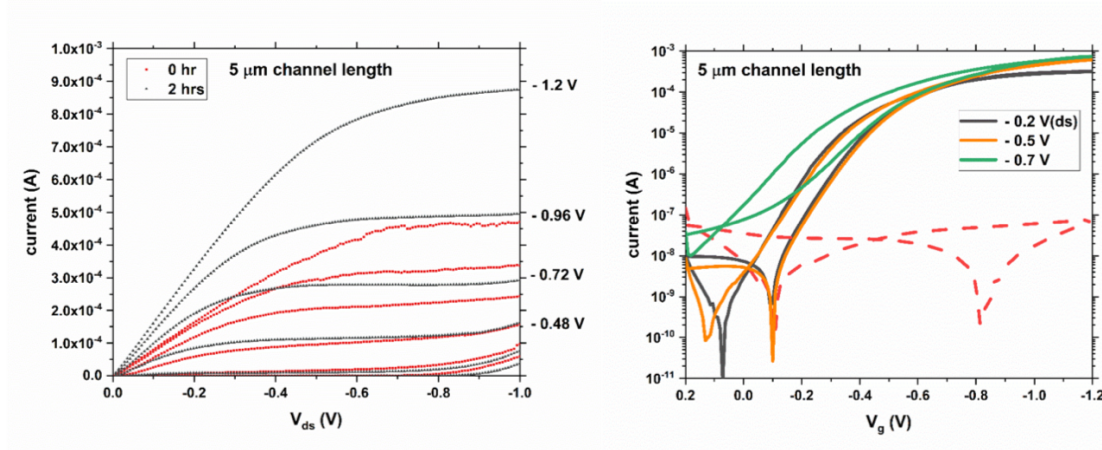 1.0x10⁻³
9.0x10⁻⁴
8.0x10⁻⁴
7.0x10⁻⁴
6.0x10⁻⁴
5.0x10⁻⁴
4.0x10⁻⁴
3.0x10⁻⁴
2.0x10⁻⁴
1.0x10⁻⁴
0.0
current (A)
0 hr
2 hrs
5 μm channel length
- 1.2 V
- 0.96 V
- 0.72 V
- 0.48 V
0.0 -0.2 -0.4 -0.6 -0.8 -1.0
V_ds (V)
10⁻³
10⁻⁴
10⁻⁵
10⁻⁶
10⁻⁷
10⁻⁸
10⁻⁹
10⁻¹⁰
10⁻¹¹
current (A)
5 μm channel length
- 0.2 V(ds)
- 0.5 V
- 0.7 V
0.2 0.0 -0.2 -0.4 -0.6 -0.8 -1.0 -1.2
V_g (V)